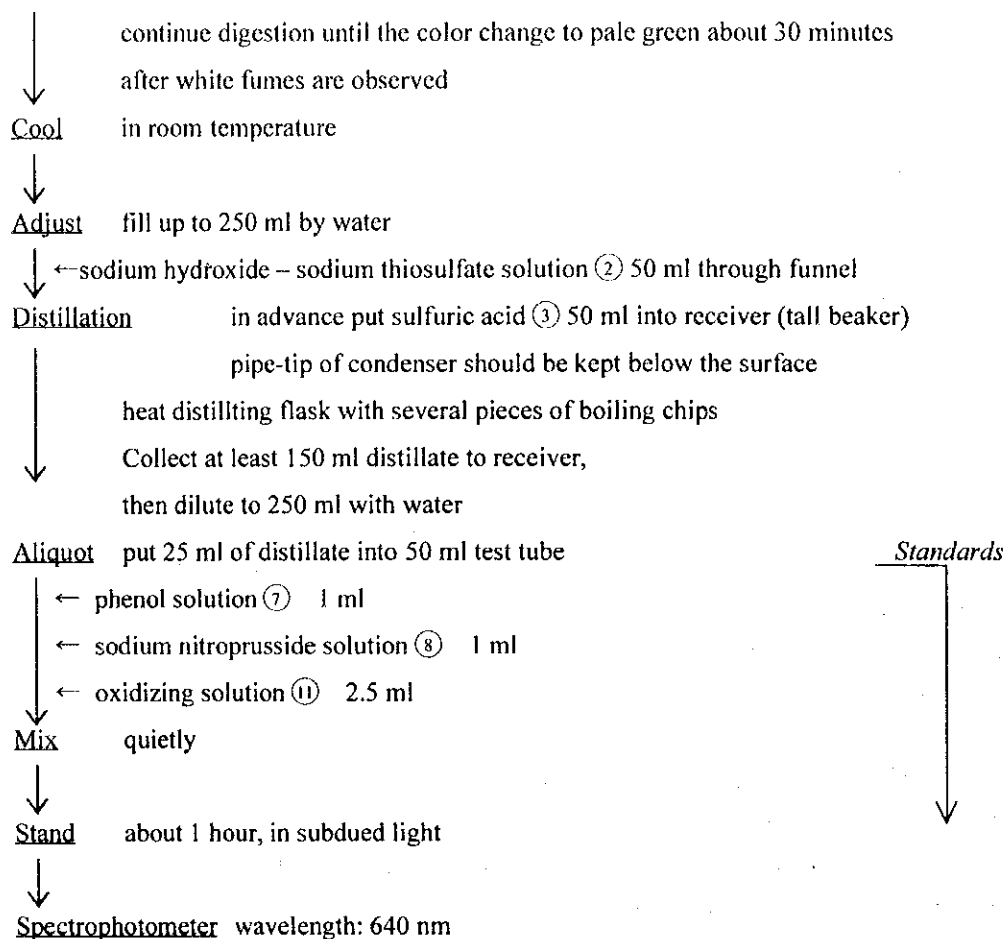 continue digestion until the color change to pale green about 30 minutes
after white fumes are observed
Cool in room temperature
Adjust fill up to 250 ml by water
←sodium hydroxide – sodium thiosulfate solution ② 50 ml through funnel
Distillation in advance put sulfuric acid ③ 50 ml into receiver (tall beaker)
pipe-tip of condenser should be kept below the surface
heat distillting flask with several pieces of boiling chips
Collect at least 150 ml distillate to receiver,
then dilute to 250 ml with water
Aliquot put 25 ml of distillate into 50 ml test tube Standards
← phenol solution ⑦ 1 ml
← sodium nitroprusside solution ⑧ 1 ml
← oxidizing solution ⑪ 2.5 ml
Mix quietly
Stand about 1 hour, in subdued light
Spectrophotometer wavelength: 640 nm